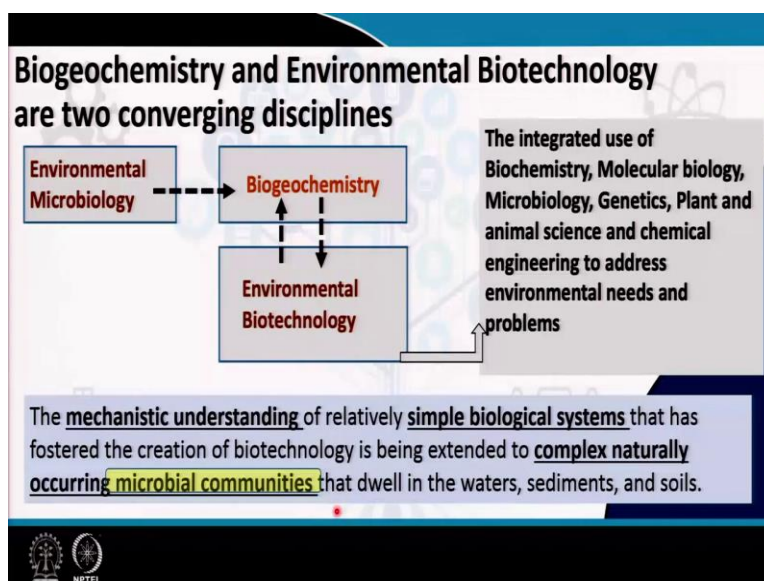 Biogeochemistry and Environmental Biotechnology
are two converging disciplines
Environmental
Microbiology
Biogeochemistry
Environmental
Biotechnology
The integrated use of
Biochemistry, Molecular biology,
Microbiology, Genetics, Plant and
animal science and chemical
engineering to address
environmental needs and
problems
The mechanistic understanding of relatively simple biological systems that has
fostered the creation of biotechnology is being extended to complex naturally
occurring microbial communities that dwell in the waters, sediments, and soils.
NPTEL